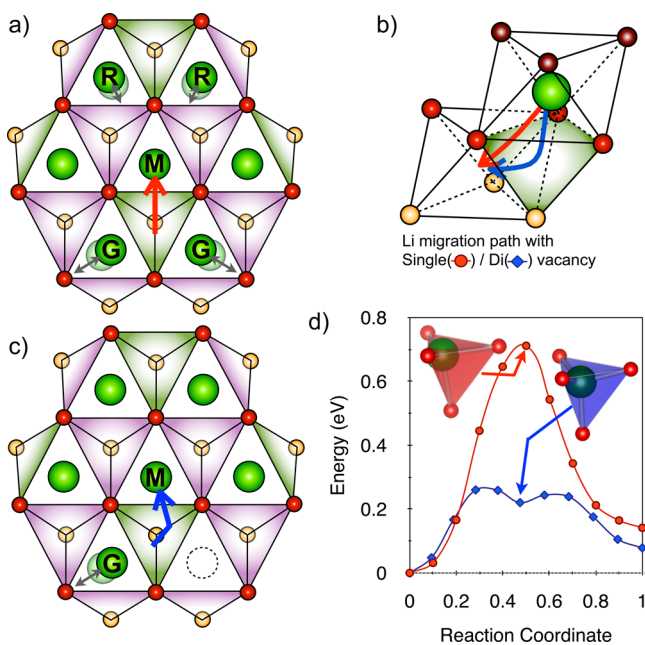 a)
R R
M
G G
b)
Li migration path with
Single(-●-) / Di(-◆-) vacancy
c)
M
G
d)
Energy (eV)
0.8
0.6
0.4
0.2
0
0 0.2 0.4 0.6 0.8 1
Reaction Coordinate